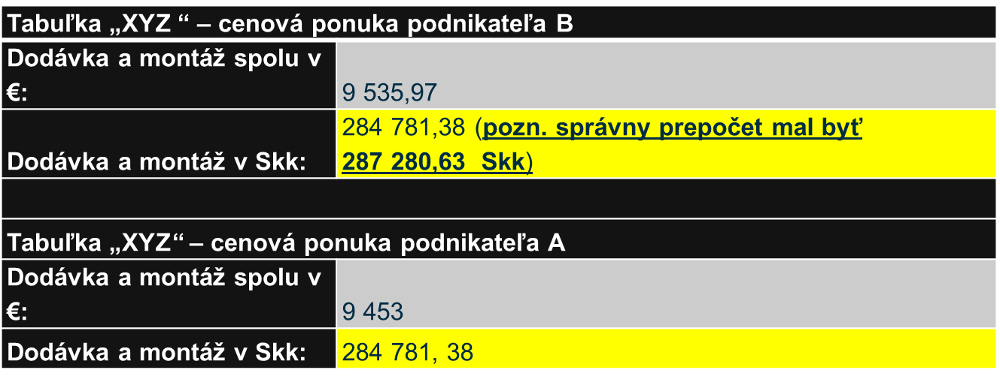 Tabuľka „XYZ “ – cenová ponuka podnikateľa B
Dodávka a montáž spolu v
€:
9 535,97
284 781,38 (pozn. správny prepočet mal byť
Dodávka a montáž v Skk:
287 280,63 Skk)
Tabuľka „XYZ“ – cenová ponuka podnikateľa A
Dodávka a montáž spolu v
€:
9 453
Dodávka a montáž v Skk:
284 781, 38